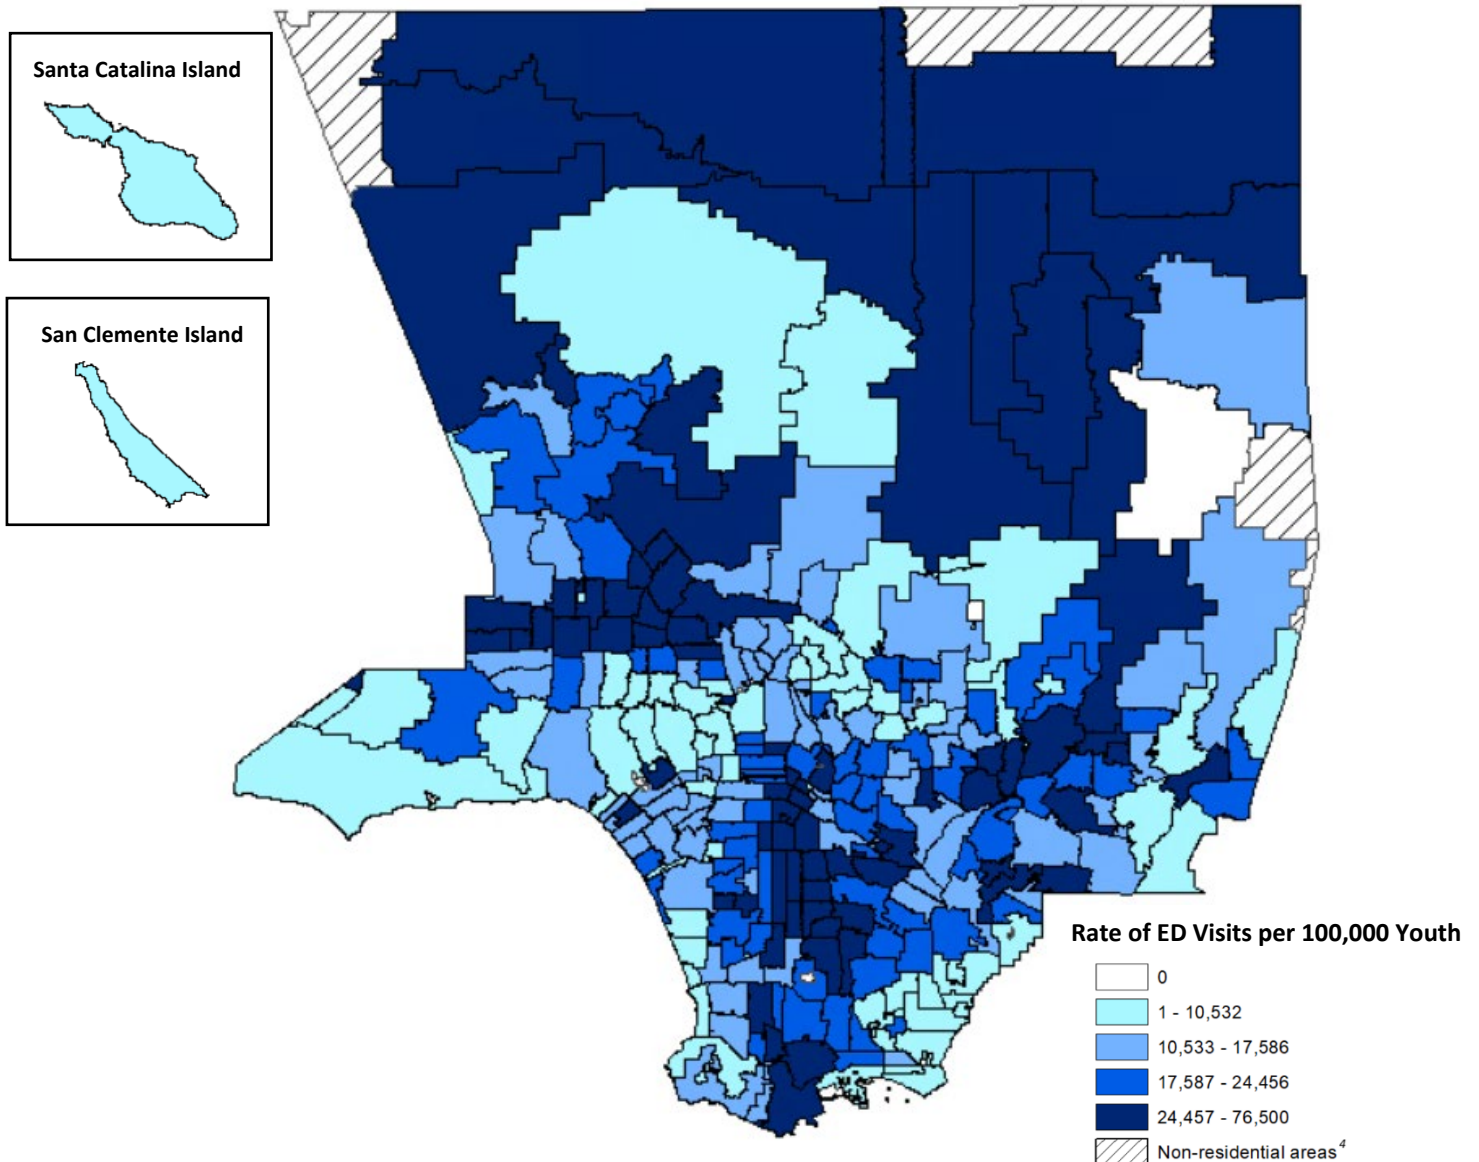 Santa Catalina Island
San Clemente Island
Rate of ED Visits per 100,000 Youth
0
1 - 10,532
10,533 - 17,586
17,587 - 24,456
24,457 - 76,500
Non-residential areas⁴